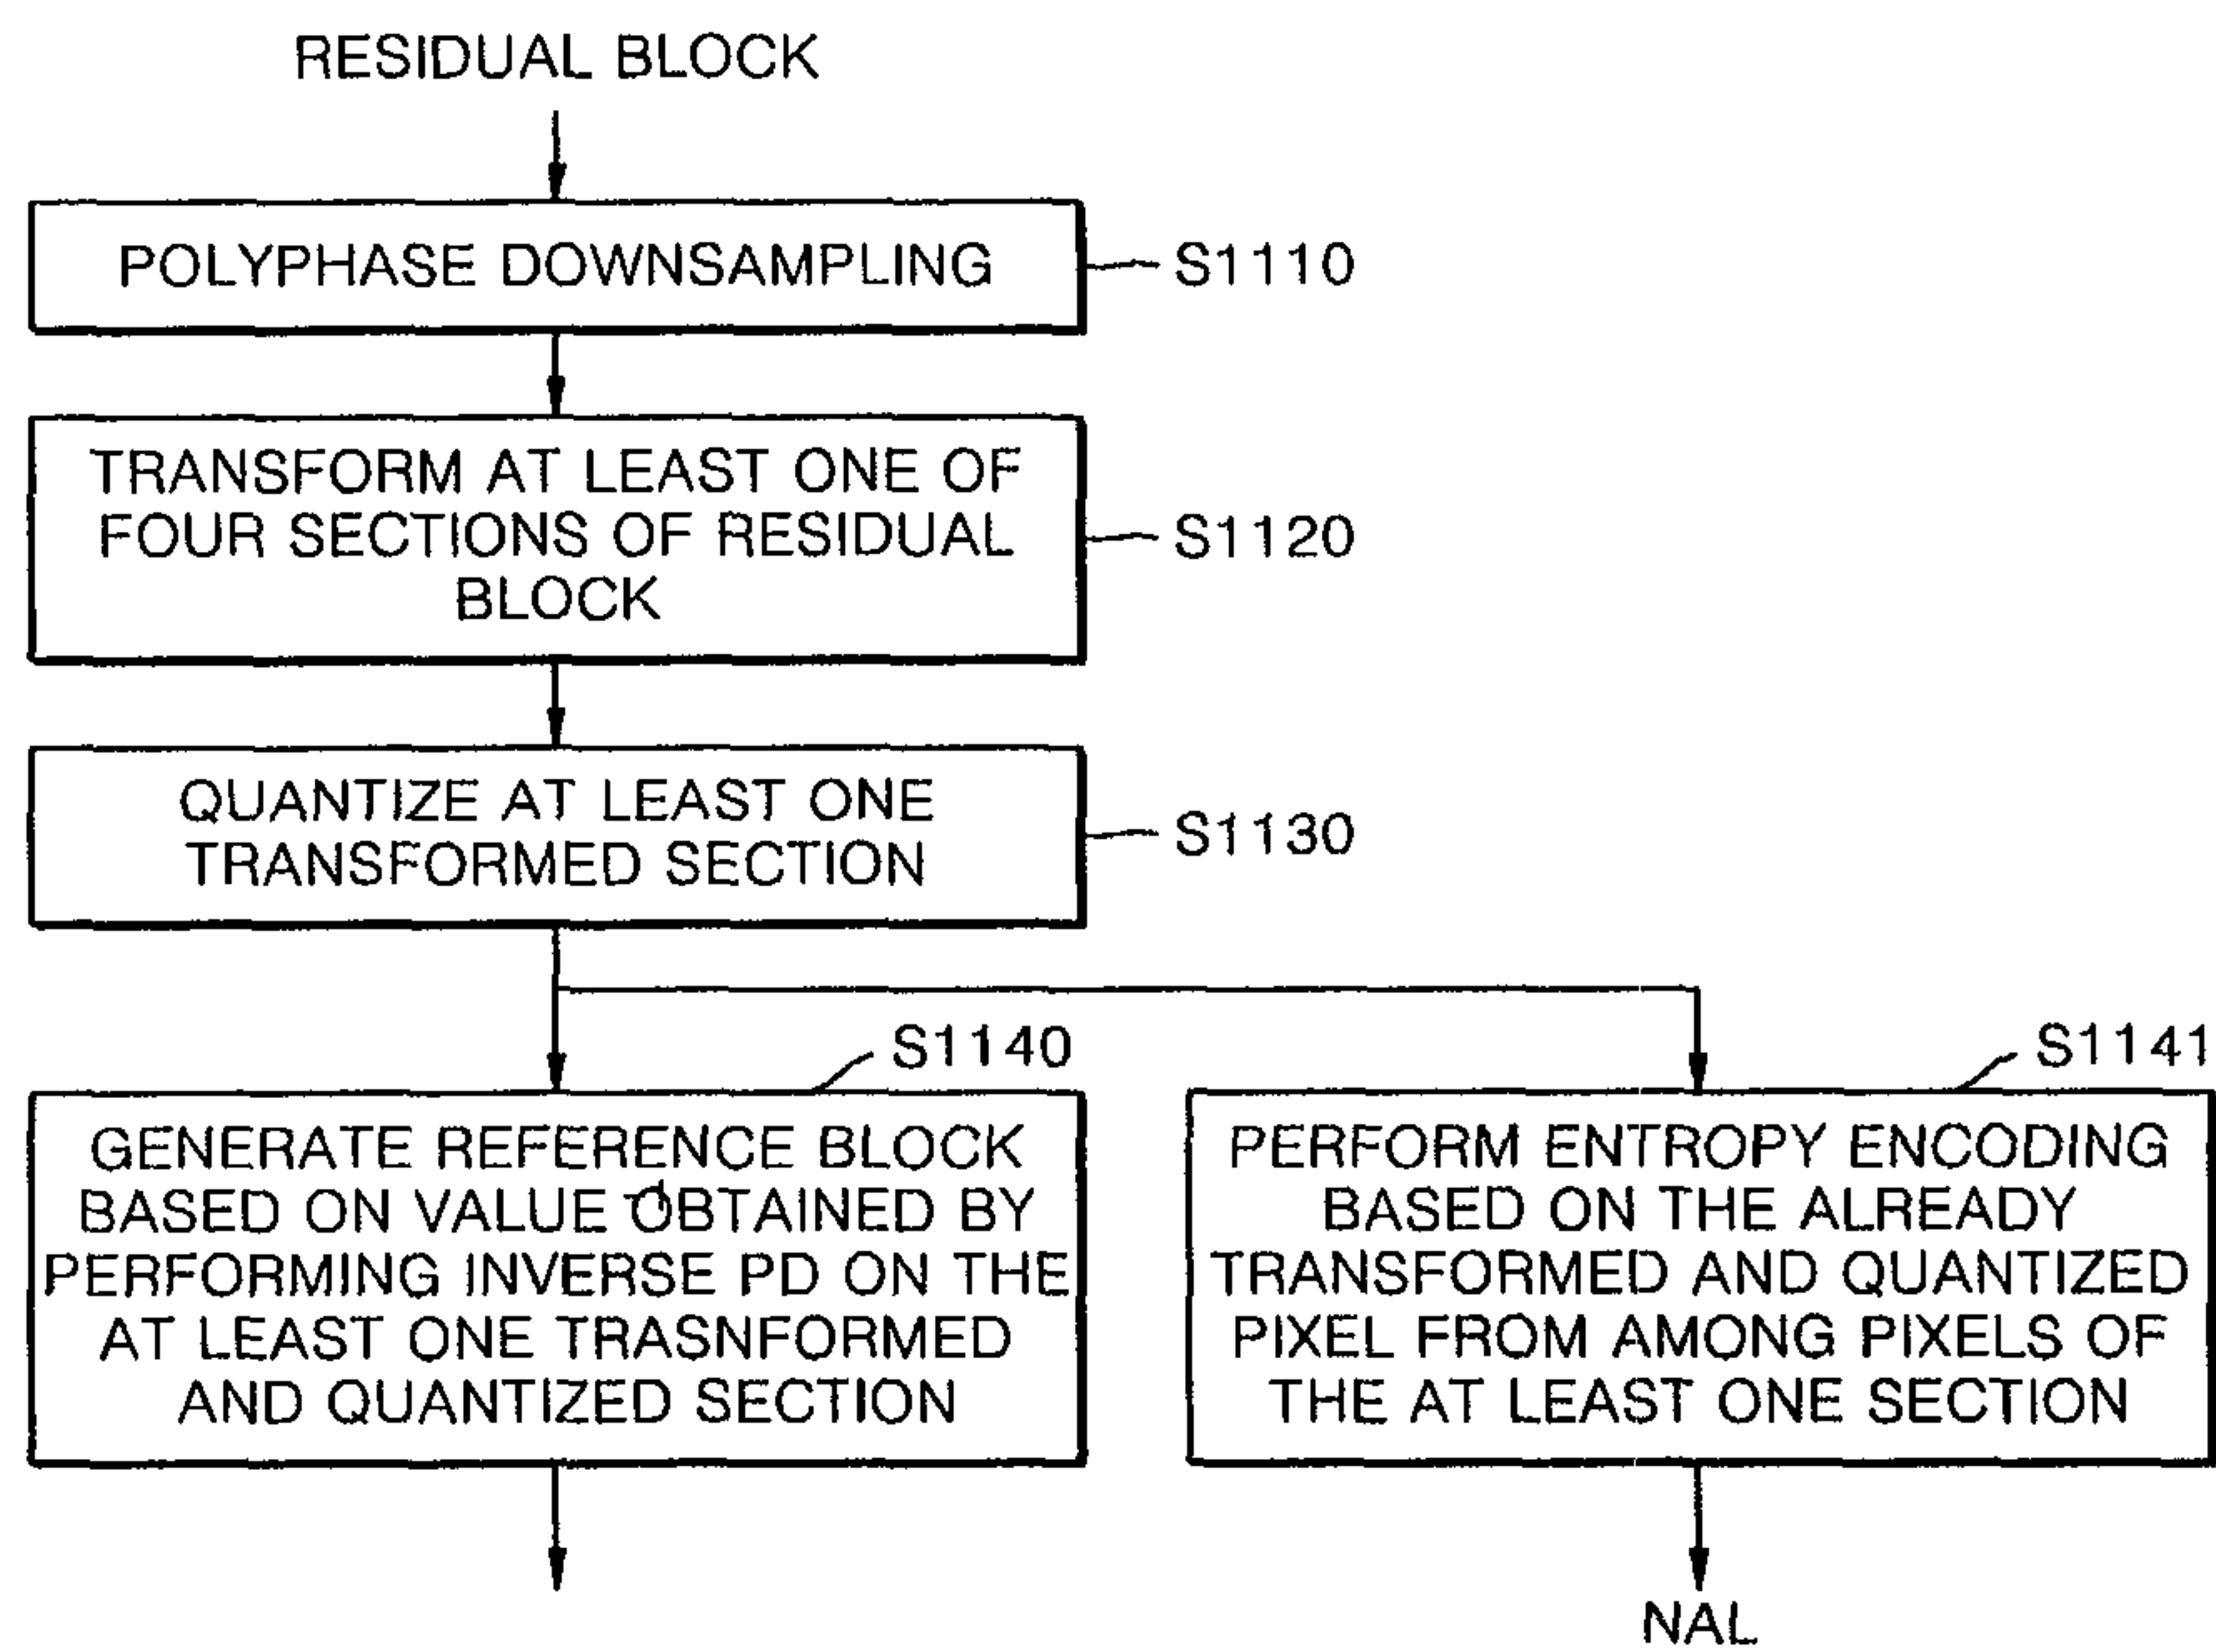 RESIDUAL BLOCK
POLYPHASE DOWNSAMPLING
S1110
TRANSFORM AT LEAST ONE OF
FOUR SECTIONS OF RESIDUAL
BLOCK
S1120
QUANTIZE AT LEAST ONE
TRANSFORMED SECTION
S1130
S1140
GENERATE REFERENCE BLOCK
BASED ON VALUE OBTAINED BY
PERFORMING INVERSE PD ON THE
AT LEAST ONE TRASNFORMED
AND QUANTIZED SECTION
S1141
PERFORM ENTROPY ENCODING
BASED ON THE ALREADY
TRANSFORMED AND QUANTIZED
PIXEL FROM AMONG PIXELS OF
THE AT LEAST ONE SECTION
NAL